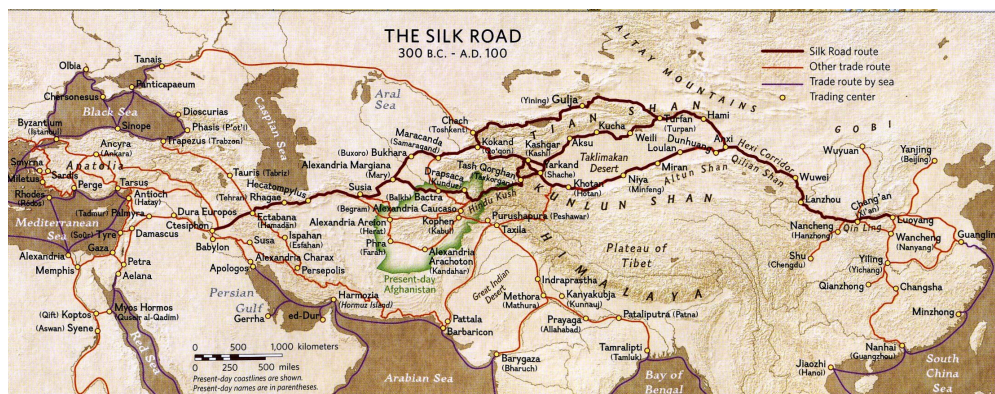 THE SILK ROAD
300 B.C. - A.D. 100
Silk Road route
Other trade route
Trade route by sea
Trading center
ALTAY MOUNTAINS
TIAN SHAN
GOBI
Olbia
Tanais
Panticapaeum
Chersonesus
Black Sea
Dioscurias
Phasis (P'ot'i)
Byzantium
(Istanbul)
Sinope
Trapezus (Trabzon)
Caspian Sea
Aral
Sea
Ancyra
(Ankara)
Anatolia
Smyrna
Sardis
Miletus
Perge
Tarsus
Rhodes
(Rodos)
Antioch
(Hatay)
Tauris (Tabriz)
Hecatompylus
(Tehran) Rhagae
Mediterranean
Sea
(Tadmur) Palmyra
Dura Europos
Ctesiphon
Ectabana
(Hamadan)
(Soûr) Tyre
Damascus
Gaza
Babylon
Susa
Ispahan
(Esfahan)
Alexandria
Memphis
Petra
Aelana
Apologos
Alexandria Charax
Persepolis
Persian
Gulf
Gerrha
ed-Dur
Harmozia
(Hormuz Island)
(Qift) Koptos
(Aswan) Syene
Myos Hormos
(Quseir al-Qadim)
Red Sea
Chach
(Toshkent)
Maracanda
(Samarqand)
(Buxoro) Bukhara
Alexandria Margiana
(Mary)
Susia
Drapsaca
(Kunduz)
(Balkh) Bactra
(Begram) Alexandria Caucaso
Hindu Kush
Alexandria Areion
(Herat)
Kophen
(Kabul)
Phra
(Farah)
Alexandria
Arachoton
(Kandahar)
Present-day
Afghanistan
Purushapura (Peshawar)
Taxila
Kokand
(Qo'qon)
Tash Qorghan
(Taxkorgan)
Kashgar
(Kashi)
Yarkand
(Shache)
Khotan
(Hotan)
(Yining) Gulja
Kucha
Aksu
Taklimakan
Desert
Turfan
(Turpan)
Hami
Weili
Loulan
Dunhuang
Anxi
Miran
Niya
(Minfeng)
Altun Shan
Qilian Shan
Hexi Corridor
KUNLUN SHAN
HIMALAYA
Plateau of
Tibet
Wuyuan
Yanjing
(Beijing)
Wuwei
Lanzhou
Chang'an
(Xi'an)
Luoyang
Nancheng
(Hanzhong)
Qin Ling
Wancheng
(Nanyang)
Guangling
Shu
(Chengdu)
Yiling
(Yichang)
Qianzhong
Changsha
Minzhong
Nanhai
(Guangzhou)
Jiaozhi
(Hanoi)
South
China
Sea
Great Indian
Desert
Indraprastha
Methora
(Mathura)
Kanyakubja
(Kunnauj)
Prayaga
(Allahabad)
Pataliputra (Patna)
Tamralipti
(Tamluk)
Pattala
Barbaricon
Barygaza
(Bharuch)
Arabian Sea
Bay of
Bengal
0 500 1,000 kilometers
0 250 500 miles
Present-day coastlines are shown.
Present-day names are in parentheses.